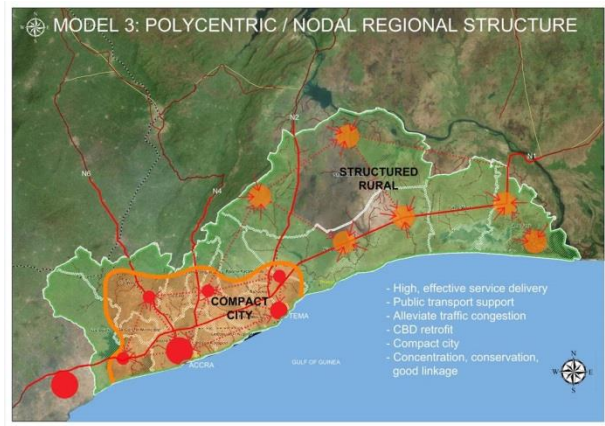 MODEL 3: POLYCENTRIC / NODAL REGIONAL STRUCTURE
N2
N1
N6
N4
STRUCTURED
RURAL
COMPACT
CITY
TEMA
ACCRA
GULF OF GUINEA
- High, effective service delivery
- Public transport support
- Alleviate traffic congestion
- CBD retrofit
- Compact city
- Concentration, conservation,
good linkage
N
W
E
S